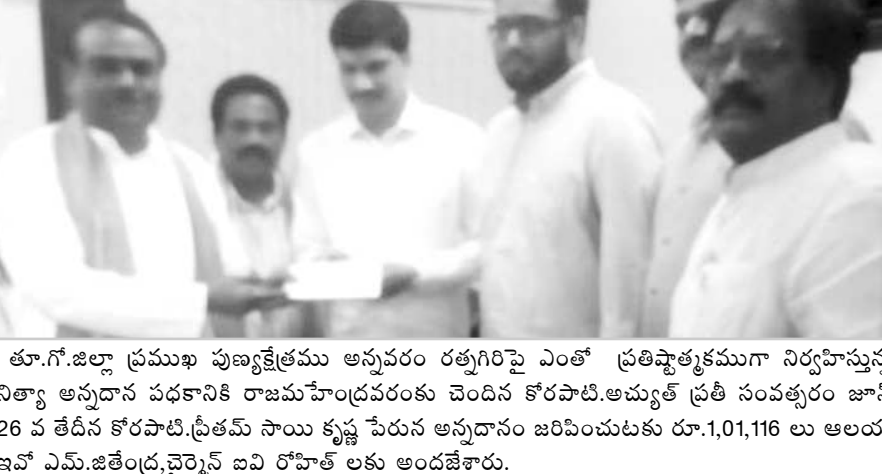 తూ.గో.జిల్లా ప్రముఖ పుణ్యక్షేత్రము అన్నవరం రత్నగిరిపై ఎంతో ప్రతిష్టాత్మకముగా నిర్వహిస్తున్న
నిత్యా అన్నదాన పధకానికి రాజమహేంద్రవరంకు చెందిన కోరపాటి.అచ్యుత్ ప్రతీ సంవత్సరం జూన్
26 వ తేదీన కోరపాటి.ప్రీతమ్ సాయి కృష్ణ పేరున అన్నదానం జరిపించుటకు రూ.1,01,116 లు ఆలయ
ఇవో ఎమ్.జితేంద్ర,చైర్మెన్ ఐవి రోహిత్ లకు అందజేశారు.